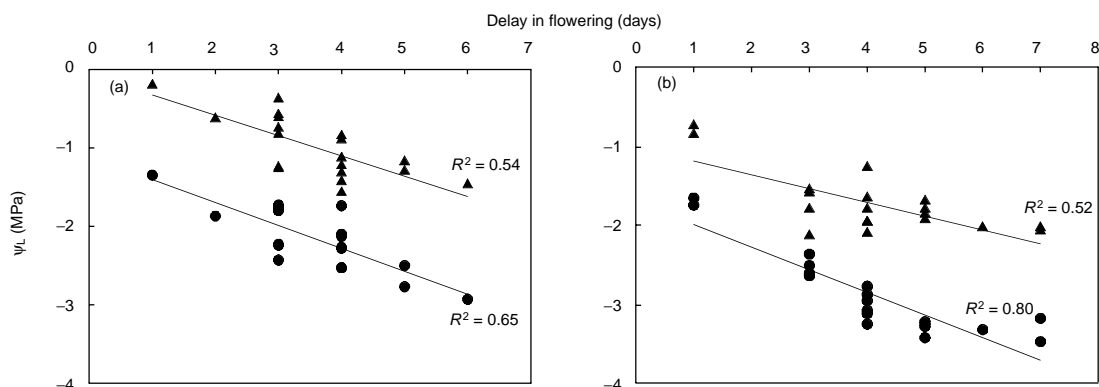 Delay in flowering (days)
0 1 2 3 4 5 6 7
0 1 2 3 4 5 6 7 8
0
−1
−2
−3
−4
ψL (MPa)
(a)
R² = 0.54
R² = 0.65
0
−1
−2
−3
−4
(b)
R² = 0.52
R² = 0.80